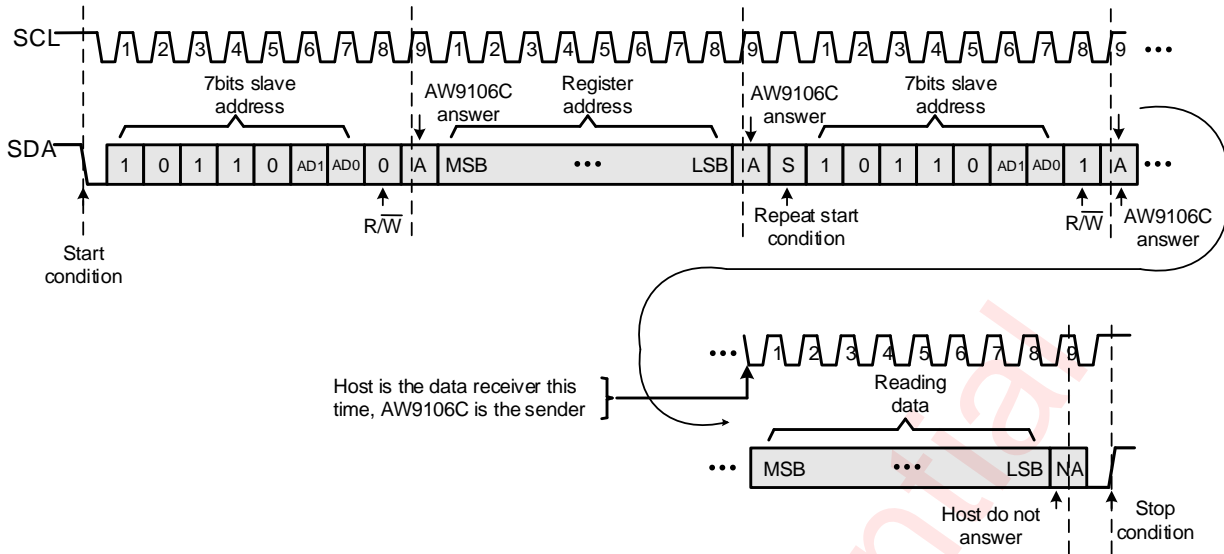 SCL 1 2 3 4 5 6 7 8 9 1 2 3 4 5 6 7 8 9 1 2 3 4 5 6 7 8 9 •••
7bits slave
address
AW9106C
answer
Register
address
AW9106C
answer
7bits slave
address
SDA 1 0 1 1 0 AD1 AD0 0 A MSB ••• LSB A S 1 0 1 1 0 AD1 AD0 1 A •••
Start
condition
R/W̅
Repeat start
condition
R/W̅
AW9106C
answer
••• 1 2 3 4 5 6 7 8 9
Host is the data receiver this
time, AW9106C is the sender
Reading
data
••• MSB ••• LSB NA
Host do not
answer
Stop
condition